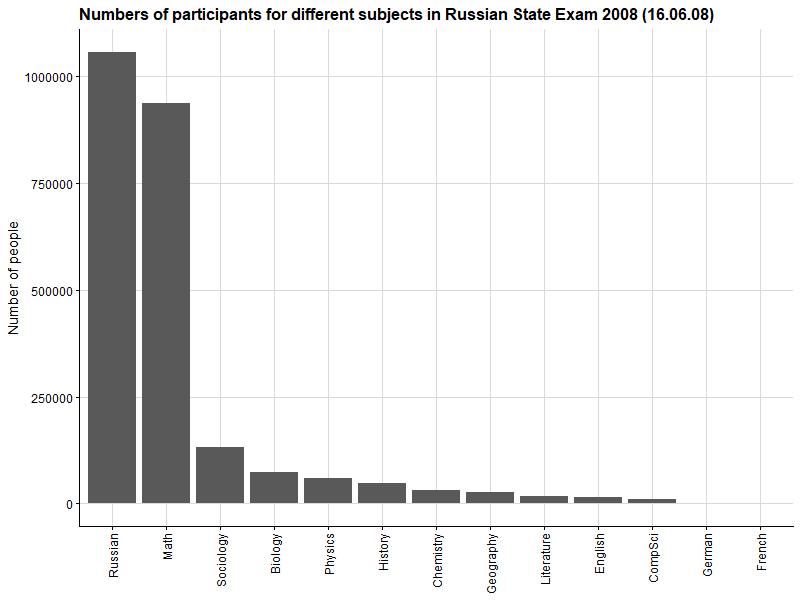 Numbers of participants for different subjects in Russian State Exam 2008 (16.06.08)
Number of people
1000000
750000
500000
250000
0
Russian
Math
Sociology
Biology
Physics
History
Chemistry
Geography
Literature
English
CompSci
German
French